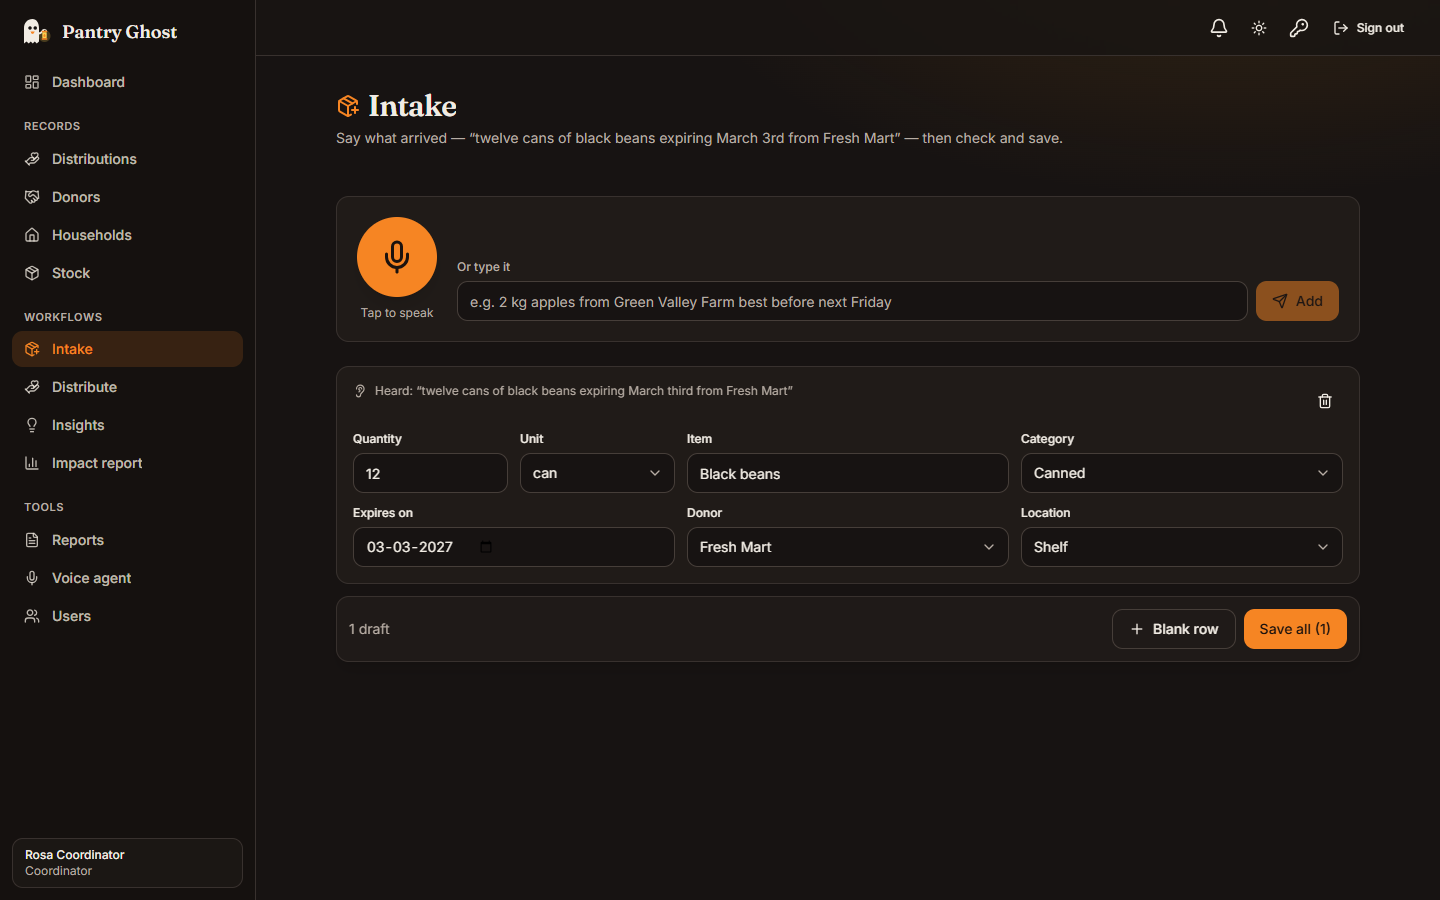 Pantry Ghost
Sign out
Dashboard
RECORDS
Distributions
Donors
Households
Stock
WORKFLOWS
Intake
Distribute
Insights
Impact report
TOOLS
Reports
Voice agent
Users
Rosa Coordinator
Coordinator
Intake
Say what arrived — “twelve cans of black beans expiring March 3rd from Fresh Mart” — then check and save.
Tap to speak
Or type it
e.g. 2 kg apples from Green Valley Farm best before next Friday
Add
Heard: “twelve cans of black beans expiring March third from Fresh Mart”
Quantity Unit Item Category
12 can Black beans Canned
Expires on Donor Location
03-03-2027 Fresh Mart Shelf
1 draft
Blank row
Save all (1)